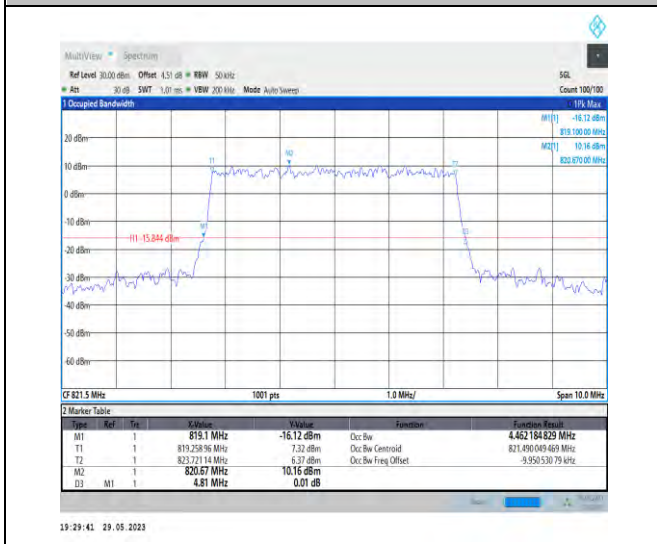 MultiView Spectrum
Ref Level 30.00 dBm Offset 4.51 dB RBW 50 kHz SGL
Att 30 dB SWT 1.01 ms VBW 200 kHz Mode Auto Sweep Count 100/100
1 Occupied Bandwidth 1Pk Max
M1[1] -16.12 dBm
819.100 00 MHz
M2[1] 10.16 dBm
820.670 00 MHz
20 dBm
M2
T1 T2
10 dBm
0 dBm
-10 dBm
M1
H1 -15.844 dBm
D3
-20 dBm
-30 dBm
-40 dBm
-50 dBm
-60 dBm
CF 821.5 MHz 1001 pts 1.0 MHz/ Span 10.0 MHz
2 Marker Table
Type Ref Trc X-Value Y-Value Function Function Result
M1 1 819.1 MHz -16.12 dBm Occ Bw 4.462 184 829 MHz
T1 1 819.258 96 MHz 7.32 dBm Occ Bw Centroid 821.490 049 469 MHz
T2 1 823.721 14 MHz 6.37 dBm Occ Bw Freq Offset -9.950 530 79 kHz
M2 1 820.67 MHz 10.16 dBm
D3 M1 1 4.81 MHz 0.01 dB
19:29:41 29.05.2023